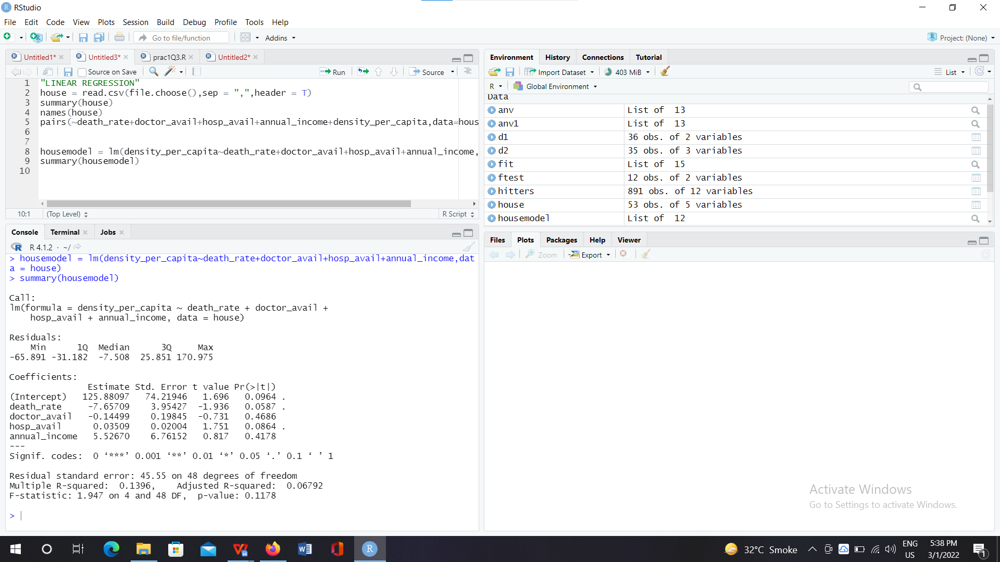 RStudio
File Edit Code View Plots Session Build Debug Profile Tools Help
Go to file/function Addins Project: (None)
Untitled1* Untitled3* prac1Q3.R Untitled2*
Source on Save Run Source
1 "LINEAR REGRESSION"
2 house = read.csv(file.choose(),sep = ",",header = T)
3 summary(house)
4 names(house)
5 pairs(~death_rate+doctor_avail+hosp_avail+annual_income+density_per_capita,data=hous
6
7
8 housemodel = lm(density_per_capita~death_rate+doctor_avail+hosp_avail+annual_income,
9 summary(housemodel)
10
10:1 (Top Level) R Script
Console Terminal Jobs
R 4.1.2 · ~/
> housemodel = lm(density_per_capita~death_rate+doctor_avail+hosp_avail+annual_income,dat
a = house)
> summary(housemodel)
Call:
lm(formula = density_per_capita ~ death_rate + doctor_avail +
hosp_avail + annual_income, data = house)
Residuals:
Min 1Q Median 3Q Max
-65.891 -31.182 -7.508 25.851 170.975
Coefficients:
Estimate Std. Error t value Pr(>|t|)
(Intercept) 125.88097 74.21946 1.696 0.0964 .
death_rate -7.65709 3.95427 -1.936 0.0587 .
doctor_avail -0.14499 0.19845 -0.731 0.4686
hosp_avail 0.03509 0.02004 1.751 0.0864 .
annual_income 5.52670 6.76152 0.817 0.4178
---
Signif. codes: 0 ‘***’ 0.001 ‘**’ 0.01 ‘*’ 0.05 ‘.’ 0.1 ‘ ’ 1
Residual standard error: 45.55 on 48 degrees of freedom
Multiple R-squared: 0.1396, Adjusted R-squared: 0.06792
F-statistic: 1.947 on 4 and 48 DF, p-value: 0.1178
>
Environment History Connections Tutorial
Import Dataset 403 MiB List
R Global Environment
Data
anv List of 13
anv1 List of 13
d1 36 obs. of 2 variables
d2 35 obs. of 3 variables
fit List of 15
ftest 12 obs. of 2 variables
hitters 891 obs. of 12 variables
house 53 obs. of 5 variables
housemodel List of 12
Files Plots Packages Help Viewer
Zoom Export
Activate Windows
Go to Settings to activate Windows.
32°C Smoke
ENG
US
5:38 PM
3/1/2022
1